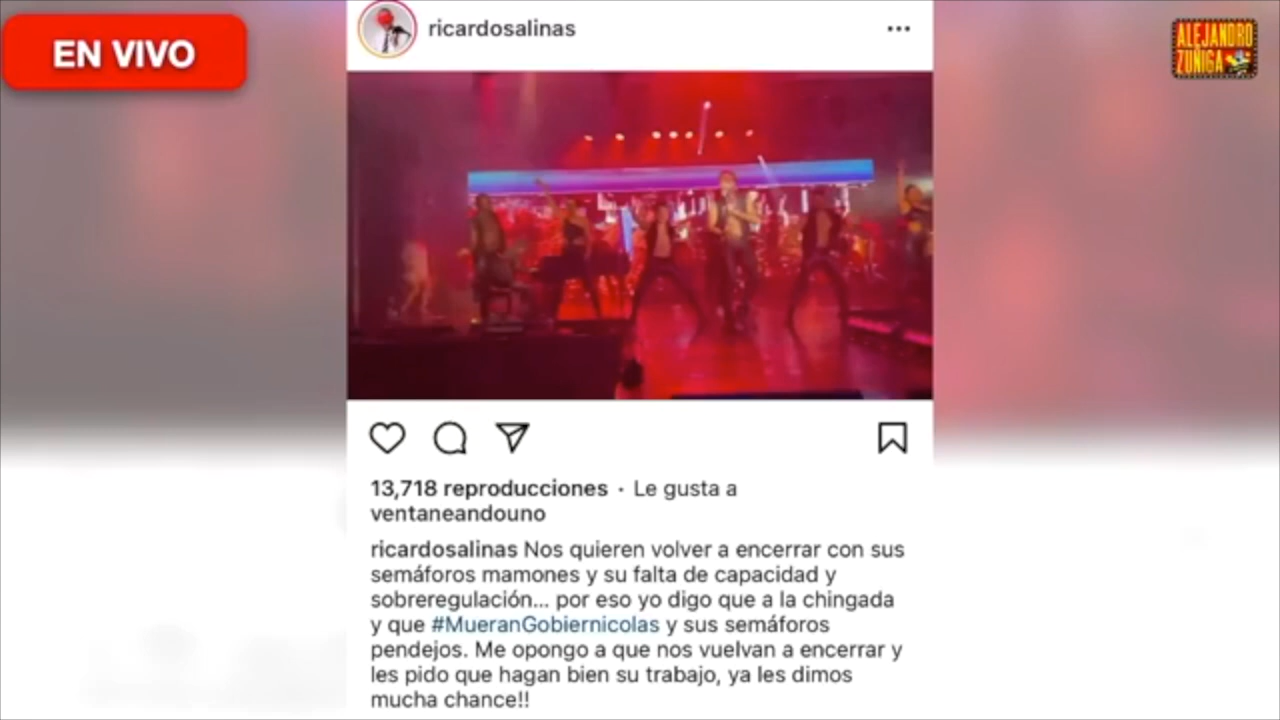 EN VIVO
ricardosalinas
ALEJANDRO
ZUÑIGA
13,718 reproducciones · Le gusta a
ventaneandouno
ricardosalinas Nos quieren volver a encerrar con sus
semáforos mamones y su falta de capacidad y
sobreregulación... por eso yo digo que a la chingada
y que #MueranGobiernicolas y sus semáforos
pendejos. Me opongo a que nos vuelvan a encerrar y
les pido que hagan bien su trabajo, ya les dimos
mucha chance!!